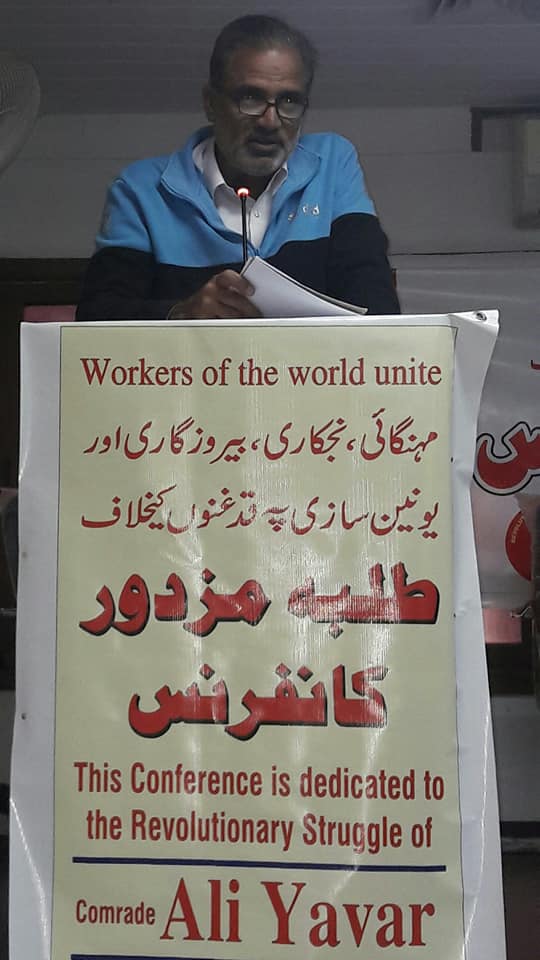 Workers of the world unite
مہنگائی، نجکاری، بیروزگاری اور
یونین سازی پہ قدغنوں کیخلاف
طلبہ مزدور
کانفرنس
This Conference is dedicated to
the Revolutionary Struggle of
Comrade Ali Yavar